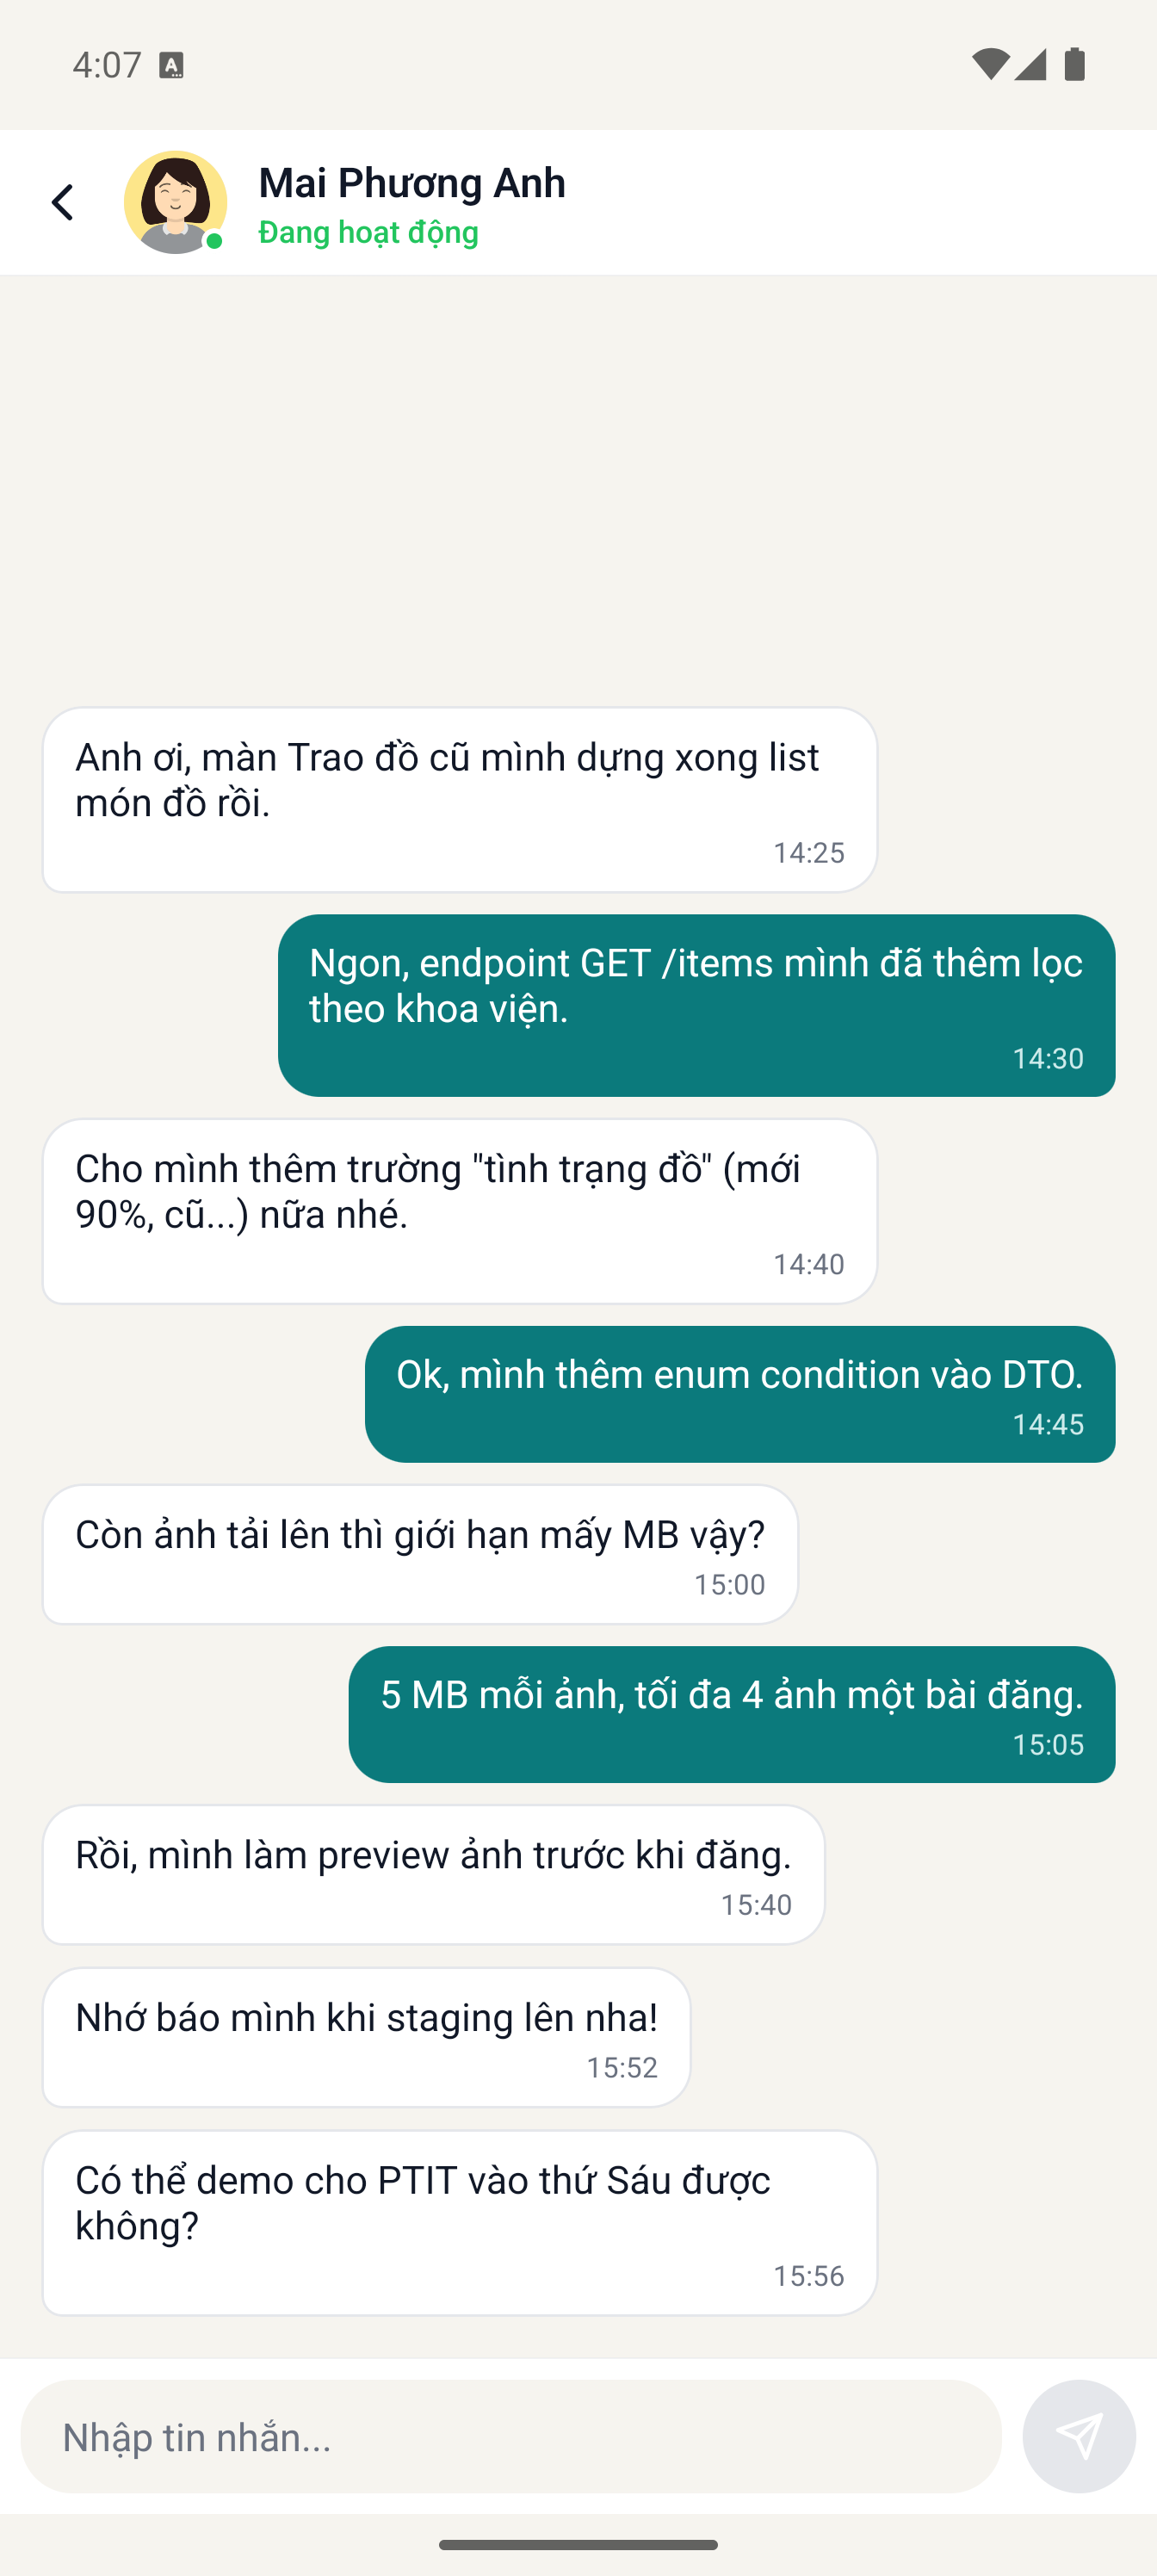 4:07
Mai Phương Anh
Đang hoạt động
Anh ơi, màn Trao đồ cũ mình dựng xong list
món đồ rồi.
14:25
Ngon, endpoint GET /items mình đã thêm lọc
theo khoa viện.
14:30
Cho mình thêm trường "tình trạng đồ" (mới
90%, cũ...) nữa nhé.
14:40
Ok, mình thêm enum condition vào DTO.
14:45
Còn ảnh tải lên thì giới hạn mấy MB vậy?
15:00
5 MB mỗi ảnh, tối đa 4 ảnh một bài đăng.
15:05
Rồi, mình làm preview ảnh trước khi đăng.
15:40
Nhớ báo mình khi staging lên nha!
15:52
Có thể demo cho PTIT vào thứ Sáu được
không?
15:56
Nhập tin nhắn...